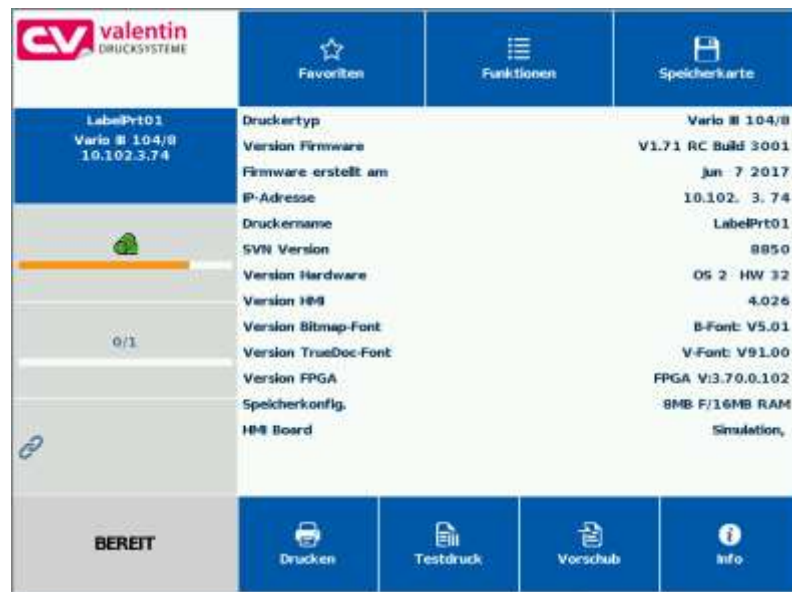 CV valentin
DRUCKSYSTEME
Favoriten
Funktionen
Speicherkarte
LabelPrt01
Vario III 104/8
10.102.3.74
Druckertyp Vario III 104/8
Version Firmware V1.71 RC Build 3001
Firmware erstellt am Jun 7 2017
IP-Adresse 10.102. 3. 74
Druckername LabelPrt01
SVN Version 8850
Version Hardware OS 2 HW 32
Version HMI 4.026
Version Bitmap-Font B-Font: V5.01
Version TrueDoc-Font V-Font: V91.00
Version FPGA FPGA V:3.70.0.102
Speicherkonfig. 8MB F/16MB RAM
HMI Board Simulation,
0/1
BEREIT
Drucken
Testdruck
Vorschub
Info